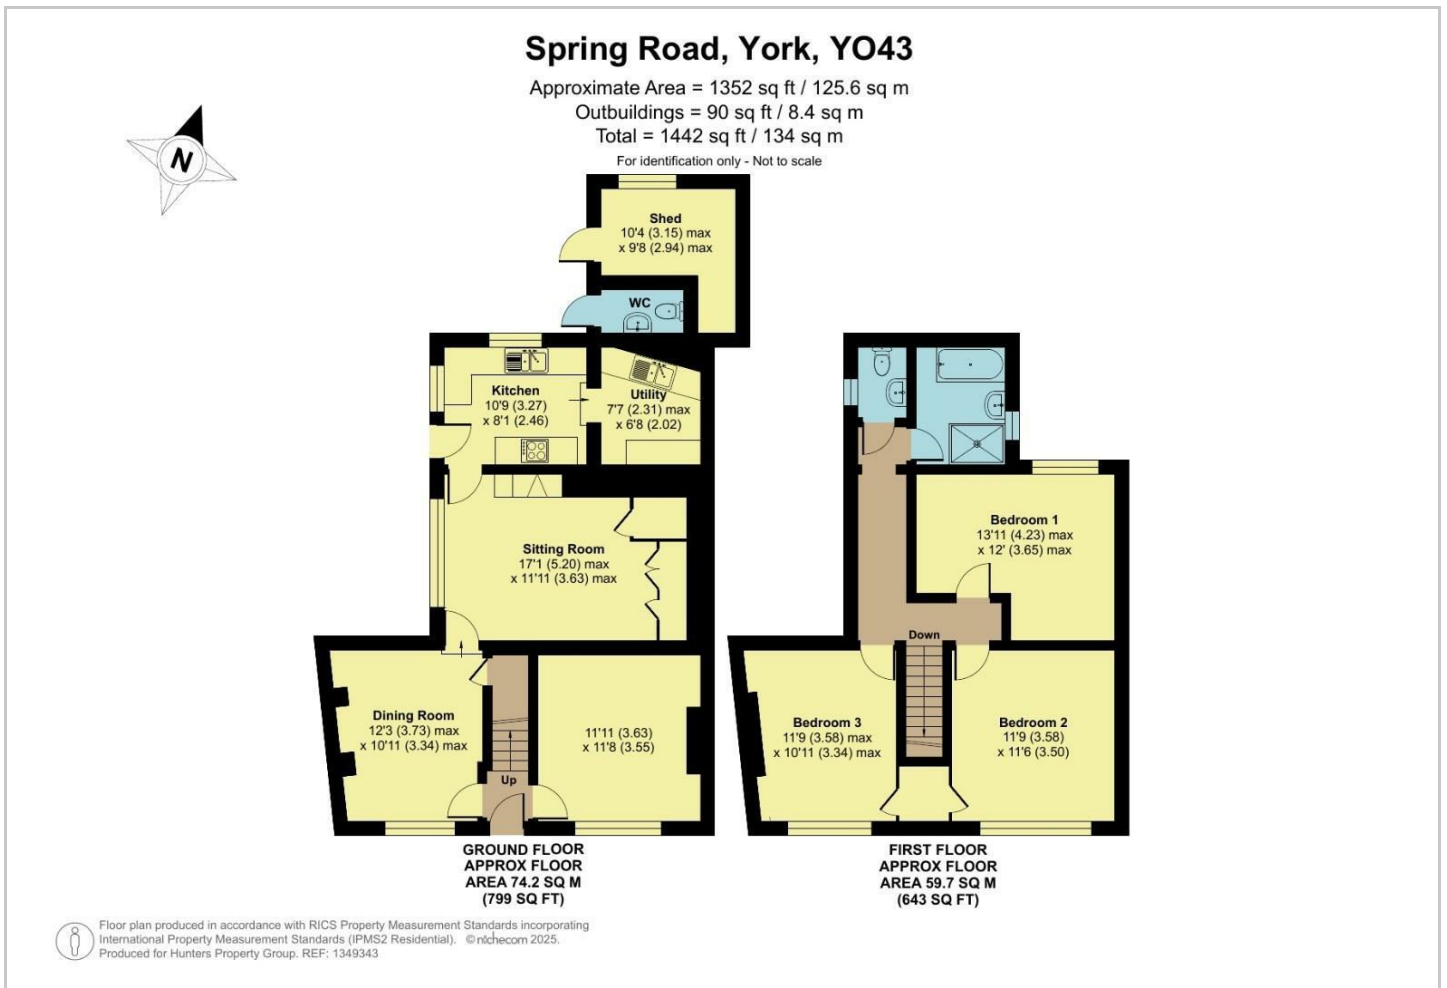 Spring Road, York, YO43
Approximate Area = 1352 sq ft / 125.6 sq m
Outbuildings = 90 sq ft / 8.4 sq m
Total = 1442 sq ft / 134 sq m
For identification only - Not to scale
N
Shed
10'4 (3.15) max
x 9'8 (2.94) max
WC
Kitchen
10'9 (3.27)
x 8'1 (2.46)
Utility
7'7 (2.31) max
x 6'8 (2.02)
Sitting Room
17'1 (5.20) max
x 11'11 (3.63) max
Dining Room
12'3 (3.73) max
x 10'11 (3.34) max
Up
11'11 (3.63)
x 11'8 (3.55)
GROUND FLOOR
APPROX FLOOR
AREA 74.2 SQ M
(799 SQ FT)
Bedroom 1
13'11 (4.23) max
x 12' (3.65) max
Down
Bedroom 3
11'9 (3.58) max
x 10'11 (3.34) max
Bedroom 2
11'9 (3.58)
x 11'6 (3.50)
FIRST FLOOR
APPROX FLOOR
AREA 59.7 SQ M
(643 SQ FT)
Floor plan produced in accordance with RICS Property Measurement Standards incorporating
International Property Measurement Standards (IPMS2 Residential). © nichecom 2025.
Produced for Hunters Property Group. REF: 1349343